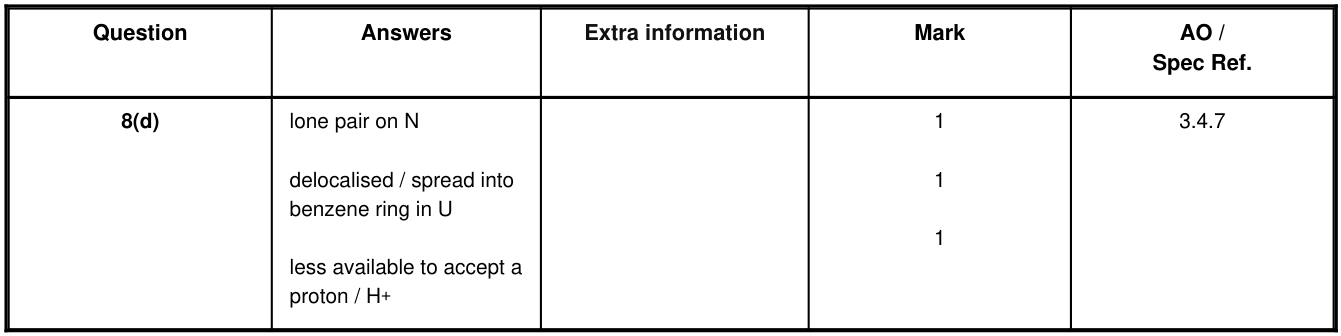 Question Answers Extra information Mark AO /
Spec Ref.
8(d) lone pair on N 1 3.4.7
delocalised / spread into 1
benzene ring in U
1
less available to accept a
proton / H+